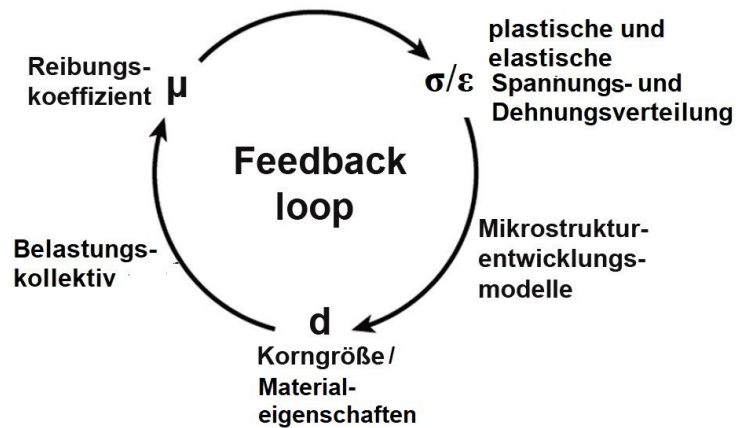 plastische und
elastische
Reibungs-
koeffizient μ
σ/ε Spannungs- und
Dehnungsverteilung
Feedback
loop
Mikrostruktur-
entwicklungs-
modelle
Belastungs-
kollektiv
d
Korngröße /
Material-
eigenschaften